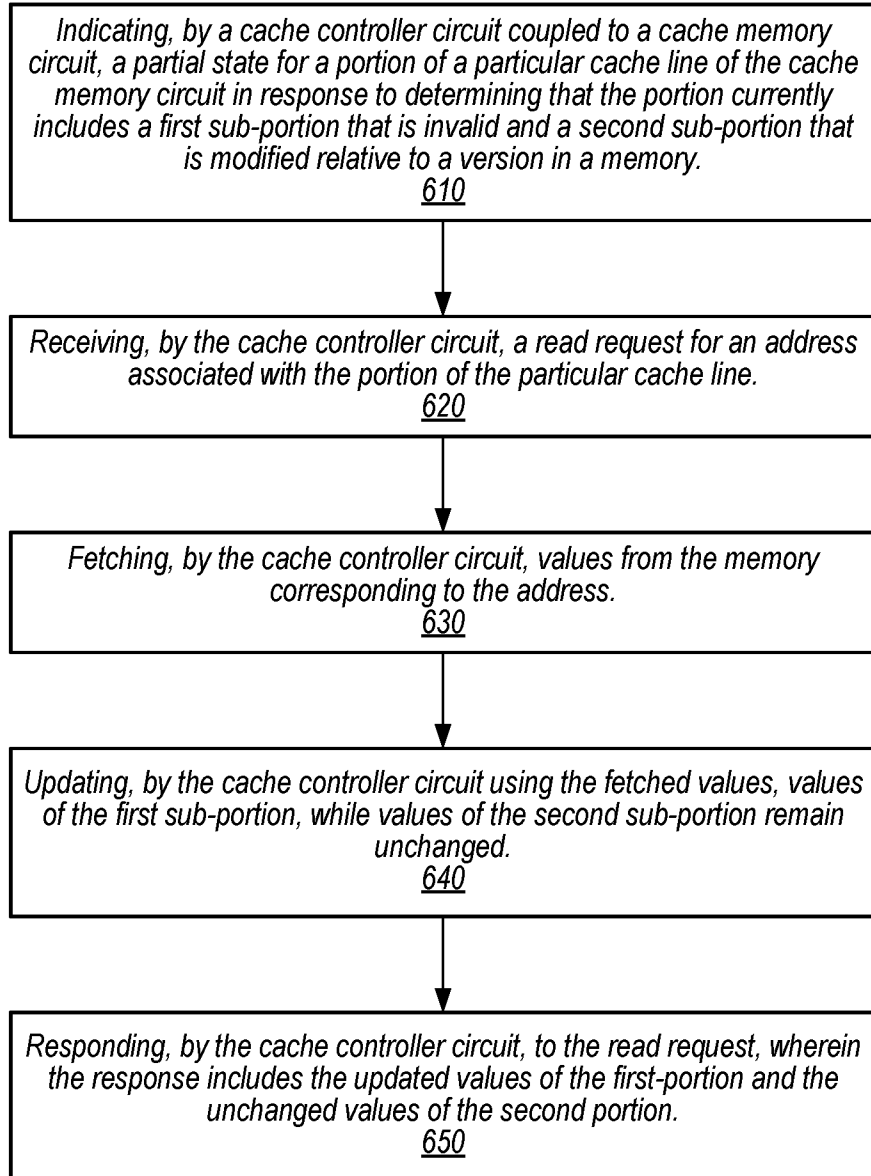 Indicating, by a cache controller circuit coupled to a cache memory
circuit, a partial state for a portion of a particular cache line of the cache
memory circuit in response to determining that the portion currently
includes a first sub-portion that is invalid and a second sub-portion that
is modified relative to a version in a memory.
610
Receiving, by the cache controller circuit, a read request for an address
associated with the portion of the particular cache line.
620
Fetching, by the cache controller circuit, values from the memory
corresponding to the address.
630
Updating, by the cache controller circuit using the fetched values, values
of the first sub-portion, while values of the second sub-portion remain
unchanged.
640
Responding, by the cache controller circuit, to the read request, wherein
the response includes the updated values of the first-portion and the
unchanged values of the second portion.
650